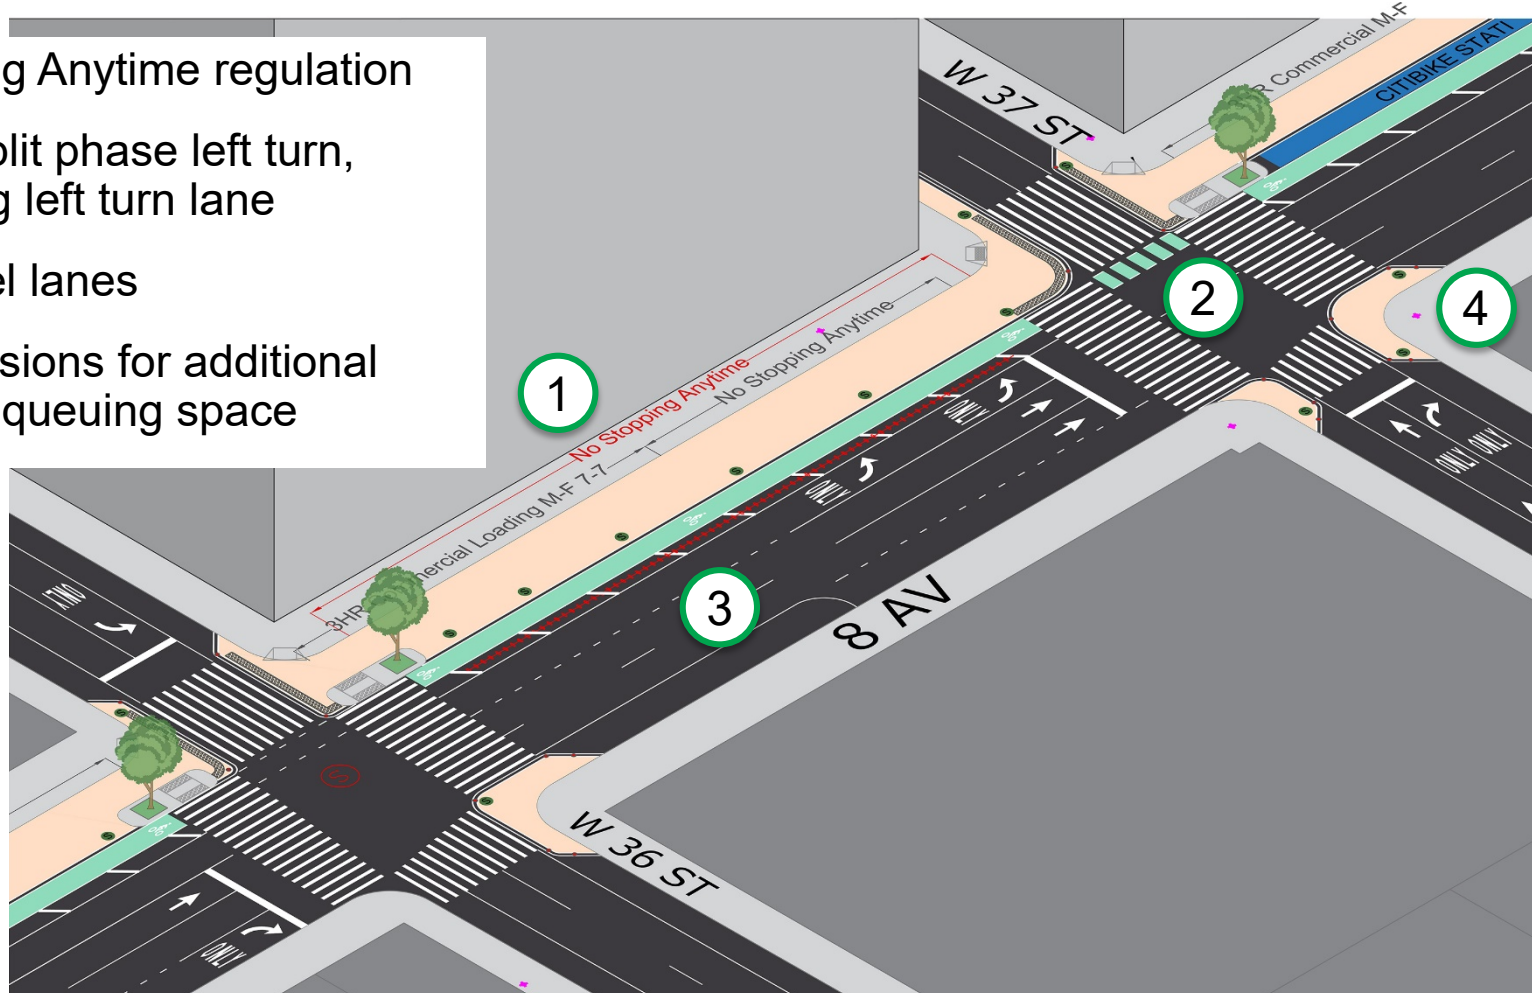 g Anytime regulation
plit phase left turn,
g left turn lane
el lanes
sions for additional
queuing space
W 37 ST
R Commercial M-F
CITIBIKE STATI
1
2
3
4
No Stopping Anytime
No Stopping Anytime
3HR mercial Loading M-F 7-7
ONLY
ONLY
ONLY
ONLY
ONLY
8 AV
W 36 ST
ONLY
S